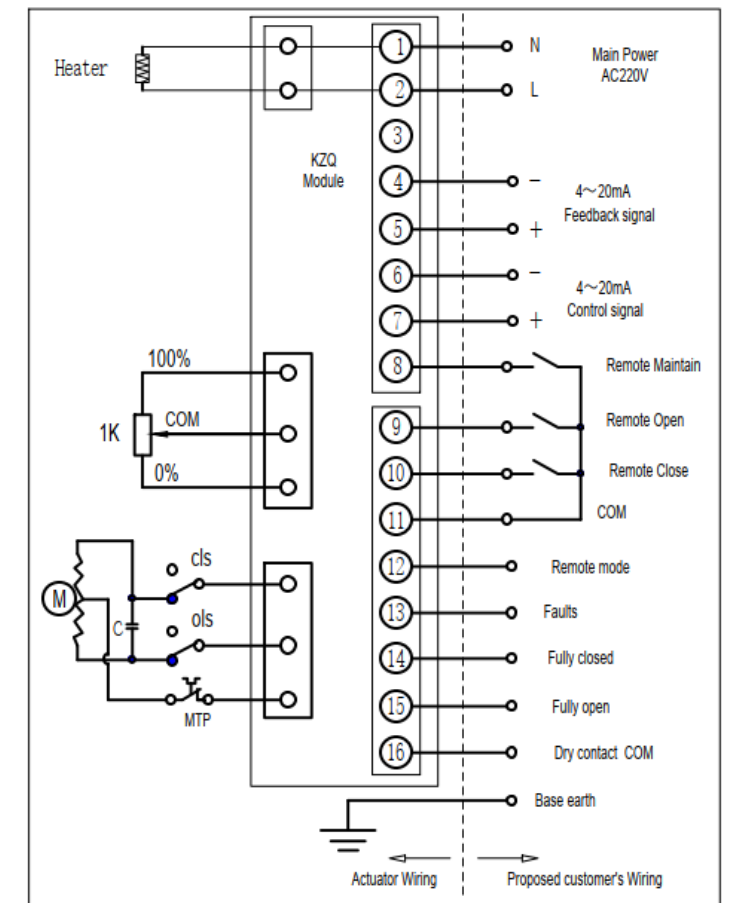 Heater
1
N
Main Power
AC220V
2
L
3
KZQ
Module
4
−
4～20mA
Feedback signal
5
+
6
−
4～20mA
Control signal
7
+
100%
8
Remote Maintain
1K
COM
9
Remote Open
0%
10
Remote Close
11
COM
cls
12
Remote mode
M
C
ols
13
Faults
14
Fully closed
MTP
15
Fully open
16
Dry contact COM
Base earth
Actuator Wiring
Proposed customer's Wiring